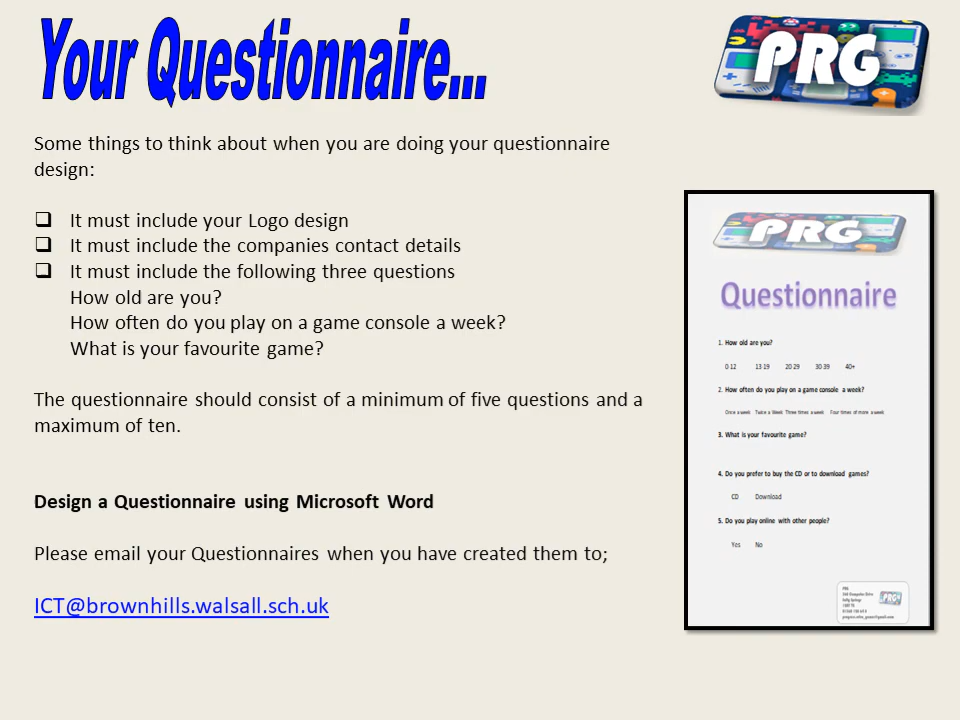 Your Questionnaire...
PRG
Some things to think about when you are doing your questionnaire
design:
❑ It must include your Logo design
❑ It must include the companies contact details
❑ It must include the following three questions
How old are you?
How often do you play on a game console a week?
What is your favourite game?
The questionnaire should consist of a minimum of five questions and a
maximum of ten.
Design a Questionnaire using Microsoft Word
Please email your Questionnaires when you have created them to;
ICT@brownhills.walsall.sch.uk
PRG
Questionnaire
1. How old are you?
0 12 13 19 20 29 30 39 40+
2. How often do you play on a game console a week?
Once a week Twice a Week Three times a week Four times of more a week
3. What is your favourite game?
4. Do you prefer to buy the CD or to download games?
CD Download
5. Do you play online with other people?
Yes No
PRG
PRG